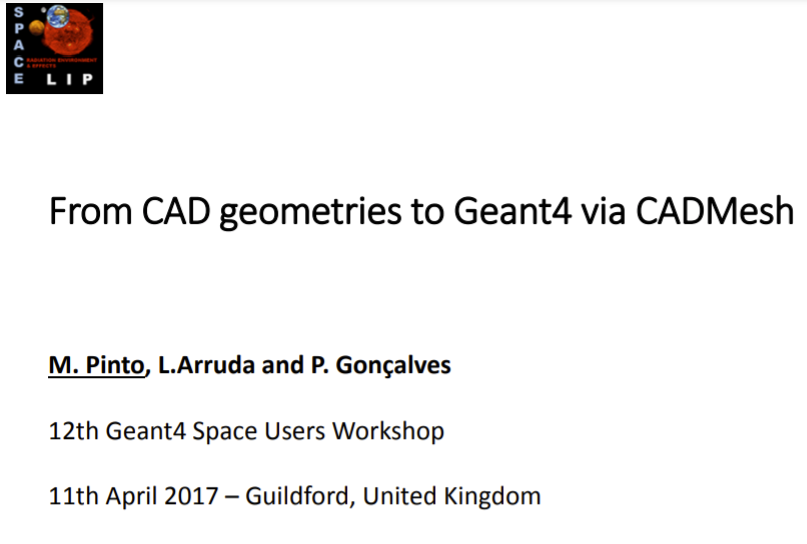 SPACE
RADIATION ENVIRONMENT
& EFFECTS
LIP
From CAD geometries to Geant4 via CADMesh
M. Pinto, L.Arruda and P. Gonçalves
12th Geant4 Space Users Workshop
11th April 2017 – Guildford, United Kingdom